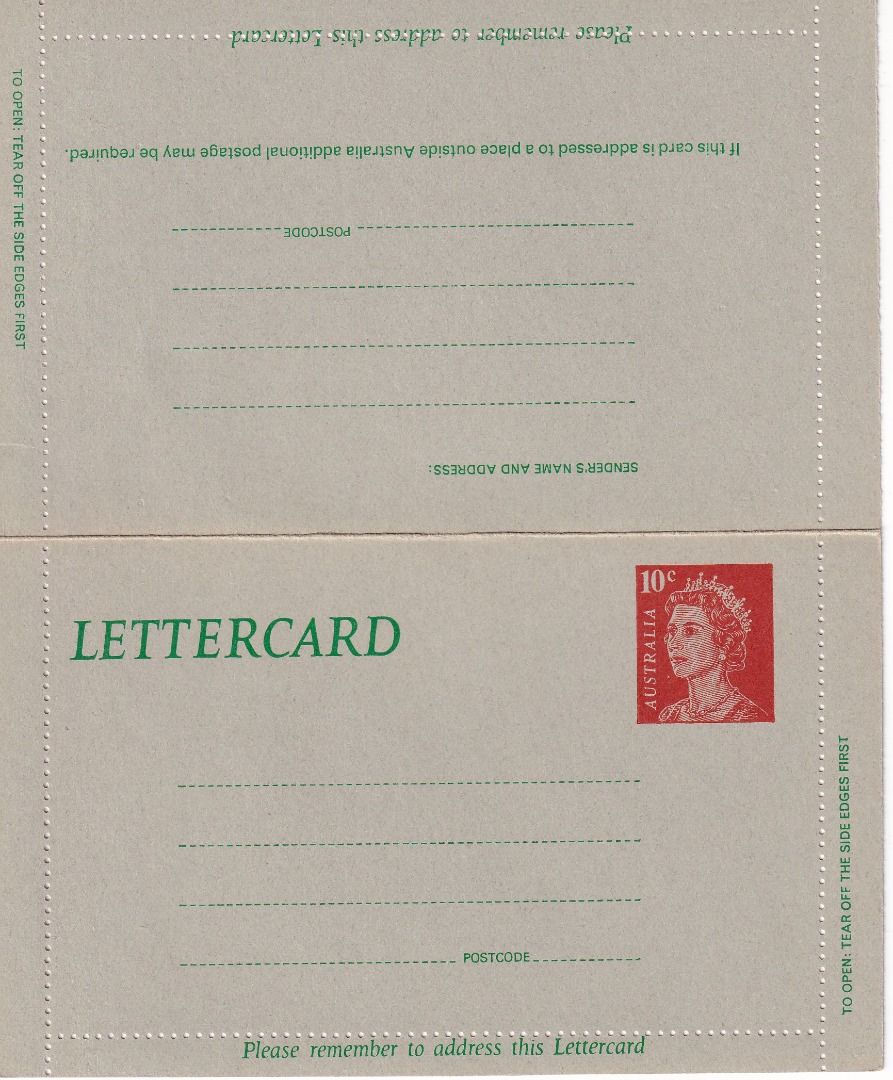 Please remember to address this Lettercard
If this card is addressed to a place outside Australia additional postage may be required.
POSTCODE
SENDER'S NAME AND ADDRESS:
TO OPEN: TEAR OFF THE SIDE EDGES FIRST
LETTERCARD
10c
AUSTRALIA
POSTCODE
TO OPEN: TEAR OFF THE SIDE EDGES FIRST
Please remember to address this Lettercard